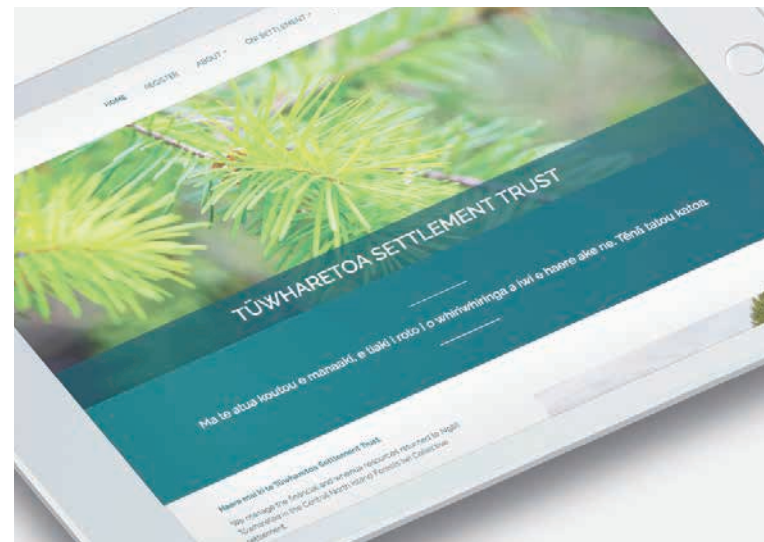 HOME REGISTER ABOUT OUR SETTLEMENT
TŪWHARETOA SETTLEMENT TRUST
Ma te atua koutou e manaaki, e tiaki i roto i o whiriwhiringa a iwi e haere ake ne. Tēnā tatou katoa.
Haere mai ki te Tūwharetoa Settlement Trust.
We manage the financial and whenua resources returned to Ngāti
Tūwharetoa in the Central North Island Forests Iwi Collective
settlement.